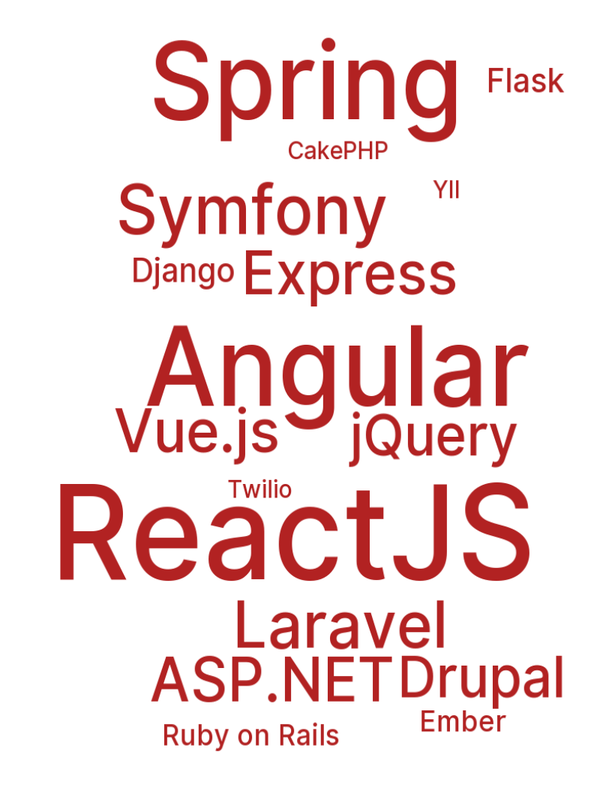 Spring
Flask
CakePHP
YII
Symfony
Django
Express
Angular
Vue.js
jQuery
Twilio
ReactJS
Laravel
ASP.NET
Drupal
Ember
Ruby on Rails